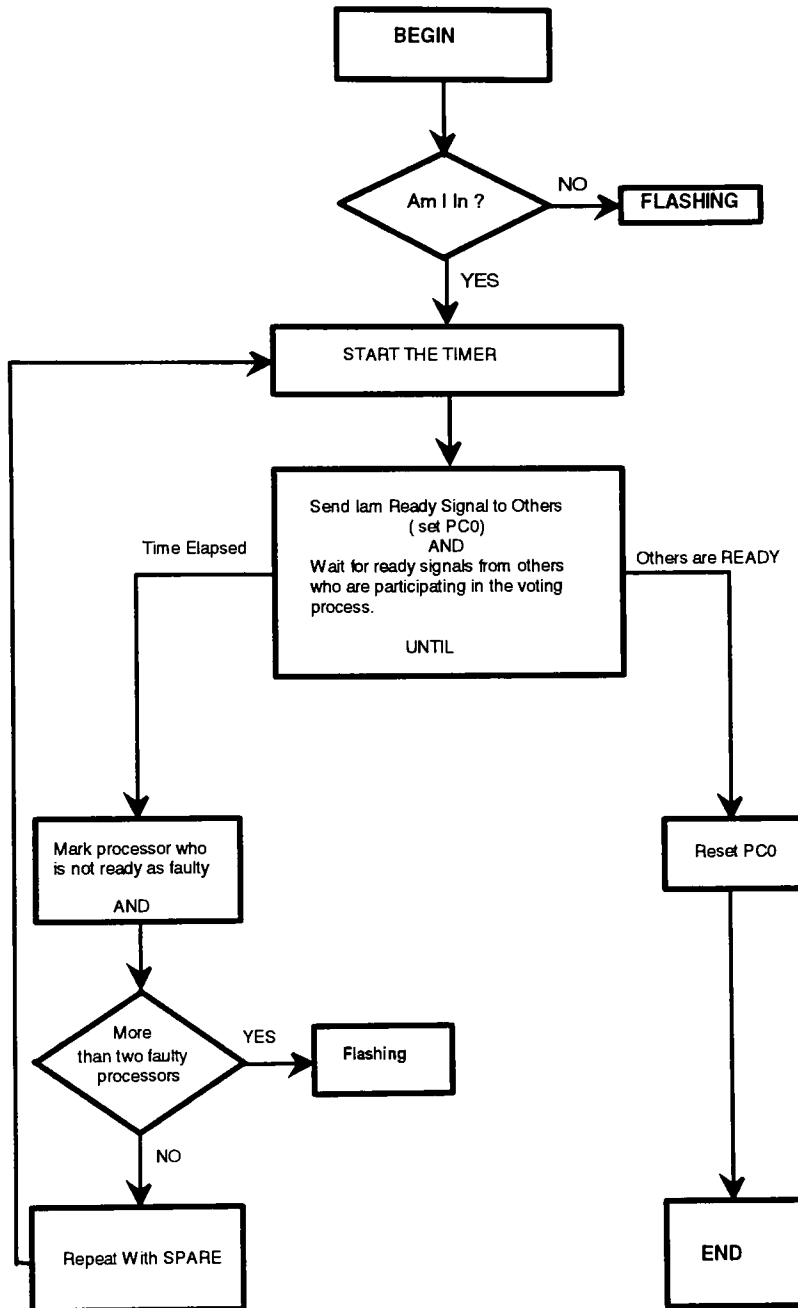 BEGIN
Am I In ?
NO
FLASHING
YES
START THE TIMER
Send Iam Ready Signal to Others
( set PC0)
AND
Wait for ready signals from others
who are participating in the voting
process.
UNTIL
Time Elapsed
Others are READY
Mark processor who
is not ready as faulty
AND
Reset PC0
More
than two faulty
processors
YES
Flashing
NO
Repeat With SPARE
END